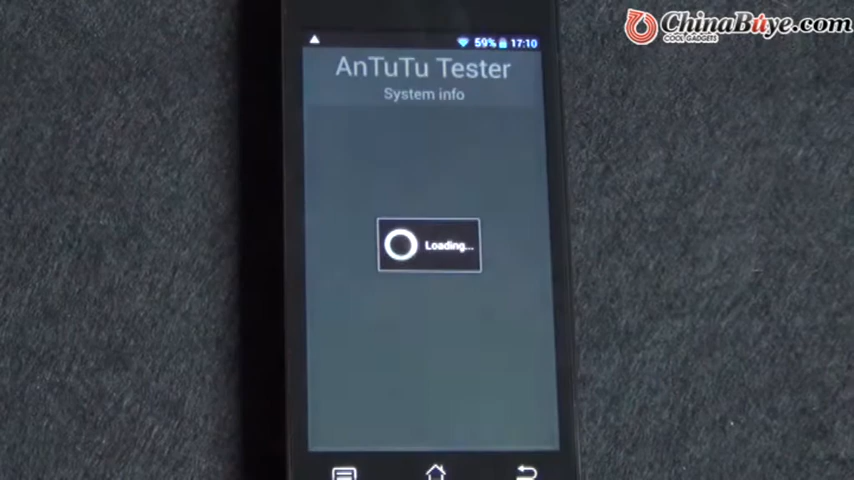 ChinaBuye.com
COOL GADGETS
59% 17:10
AnTuTu Tester
System info
Loading...